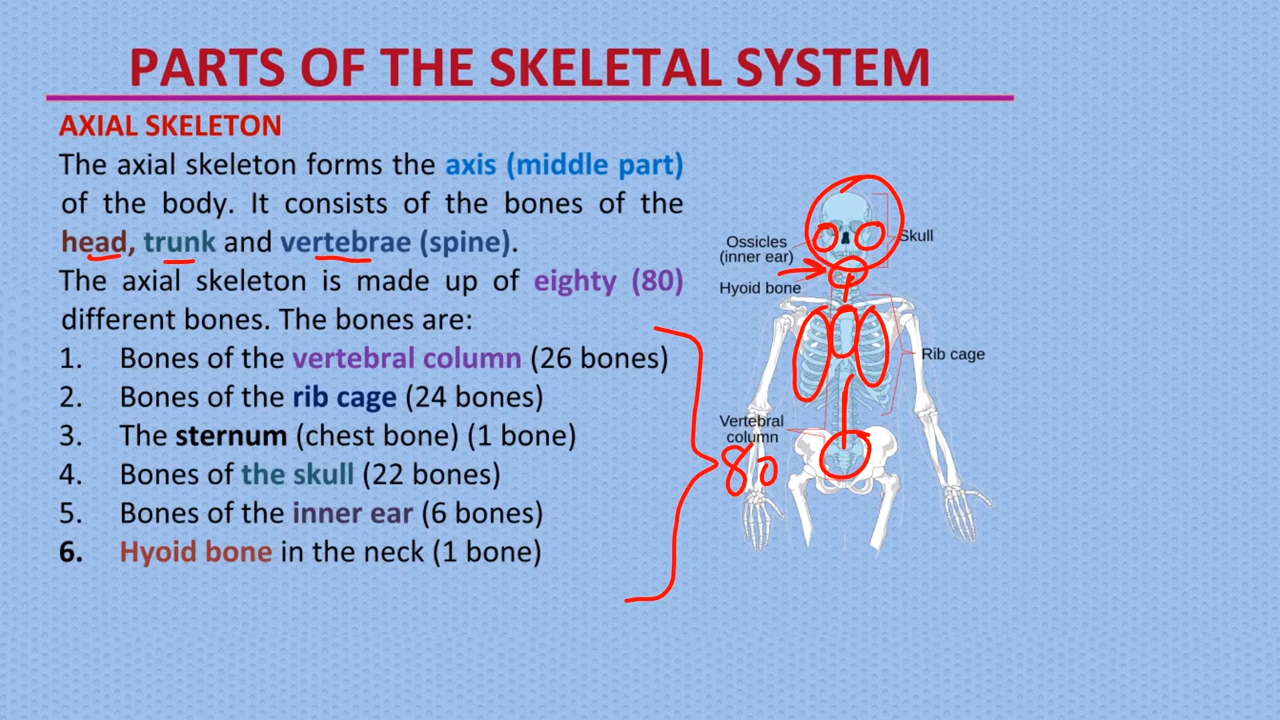 PARTS OF THE SKELETAL SYSTEM
AXIAL SKELETON
The axial skeleton forms the axis (middle part)
of the body. It consists of the bones of the
head, trunk and vertebrae (spine).
The axial skeleton is made up of eighty (80)
different bones. The bones are:
1. Bones of the vertebral column (26 bones)
2. Bones of the rib cage (24 bones)
3. The sternum (chest bone) (1 bone)
4. Bones of the skull (22 bones)
5. Bones of the inner ear (6 bones)
6. Hyoid bone in the neck (1 bone)
80
Skull
Ossicles
(inner ear)
Hyoid bone
Rib cage
Vertebral
column